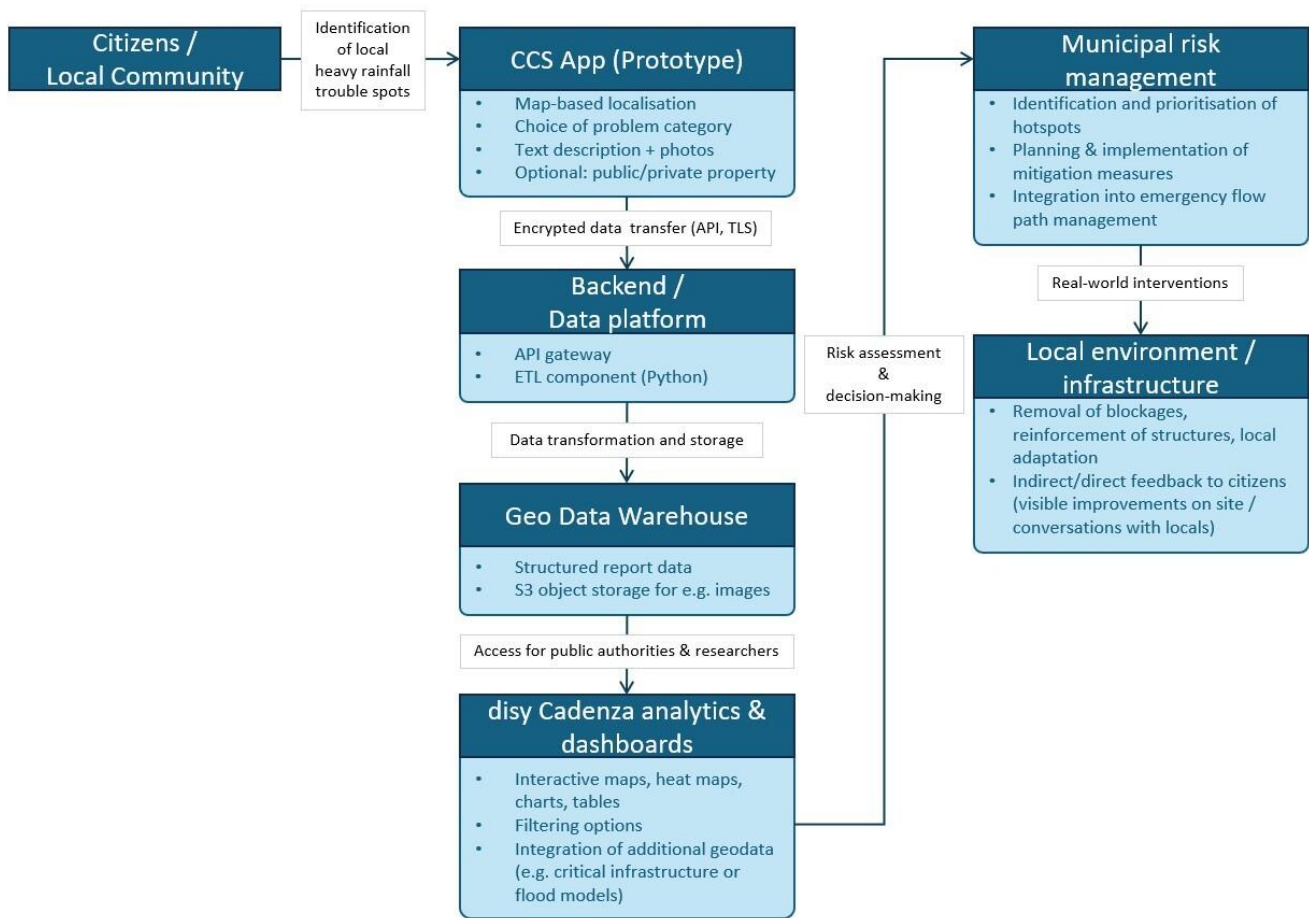 Citizens /
Local Community
Identification
of local
heavy rainfall
trouble spots
CCS App (Prototype)
• Map-based localisation
• Choice of problem category
• Text description + photos
• Optional: public/private property
Encrypted data transfer (API, TLS)
Backend /
Data platform
• API gateway
• ETL component (Python)
Data transformation and storage
Geo Data Warehouse
• Structured report data
• S3 object storage for e.g. images
Access for public authorities & researchers
disy Cadenza analytics &
dashboards
• Interactive maps, heat maps,
charts, tables
• Filtering options
• Integration of additional geodata
(e.g. critical infrastructure or
flood models)
Risk assessment
&
decision-making
Municipal risk
management
• Identification and prioritisation of
hotspots
• Planning & implementation of
mitigation measures
• Integration into emergency flow
path management
Real-world interventions
Local environment /
infrastructure
• Removal of blockages,
reinforcement of structures, local
adaptation
• Indirect/direct feedback to citizens
(visible improvements on site /
conversations with locals)